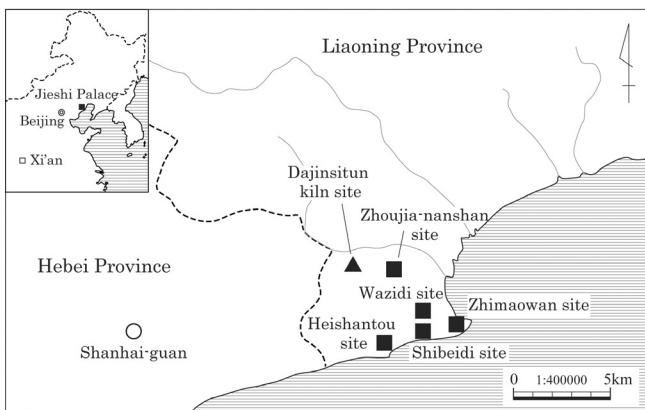 Liaoning Province
Jieshi Palace
Beijing
Xi'an
Dajinsitun
kiln site
Zhoujia-nanshan
site
Hebei Province
Wazidi site
Zhimaowan site
Heishantou
site
Shibeidi site
Shanhai-guan
0 1:400000 5km